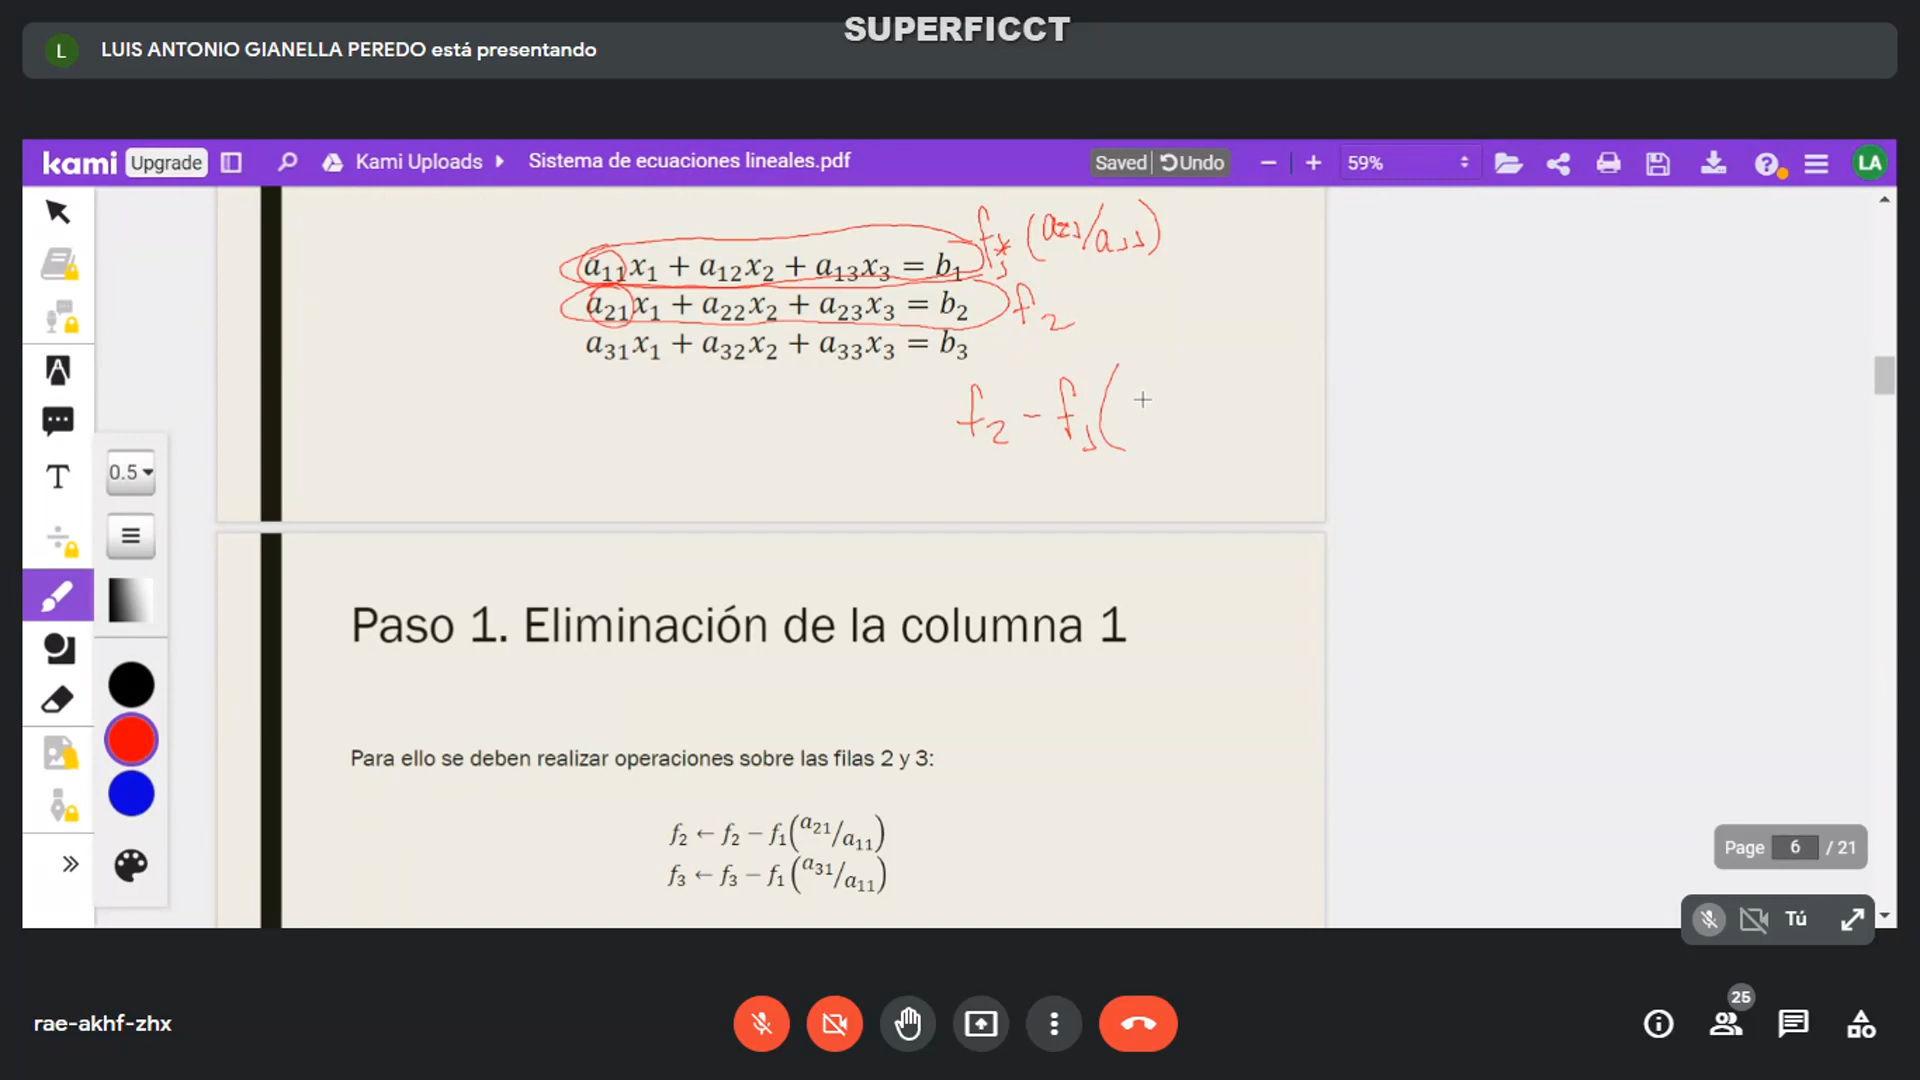 SUPERFICCT
L LUIS ANTONIO GIANELLA PEREDO está presentando
kami Upgrade Kami Uploads Sistema de ecuaciones lineales.pdf Saved Undo − + 59% LA
f₁ * (a₂₁/a₁₁)
a₁₁x₁ + a₁₂x₂ + a₁₃x₃ = b₁
a₂₁x₁ + a₂₂x₂ + a₂₃x₃ = b₂ f₂
a₃₁x₁ + a₃₂x₂ + a₃₃x₃ = b₃
f₂ − f₁(
T
0.5
Paso 1. Eliminación de la columna 1
Para ello se deben realizar operaciones sobre las filas 2 y 3:
f₂ ← f₂ − f₁(a₂₁/a₁₁)
f₃ ← f₃ − f₁(a₃₁/a₁₁)
Page 6 / 21
Tú
rae-akhf-zhx
25